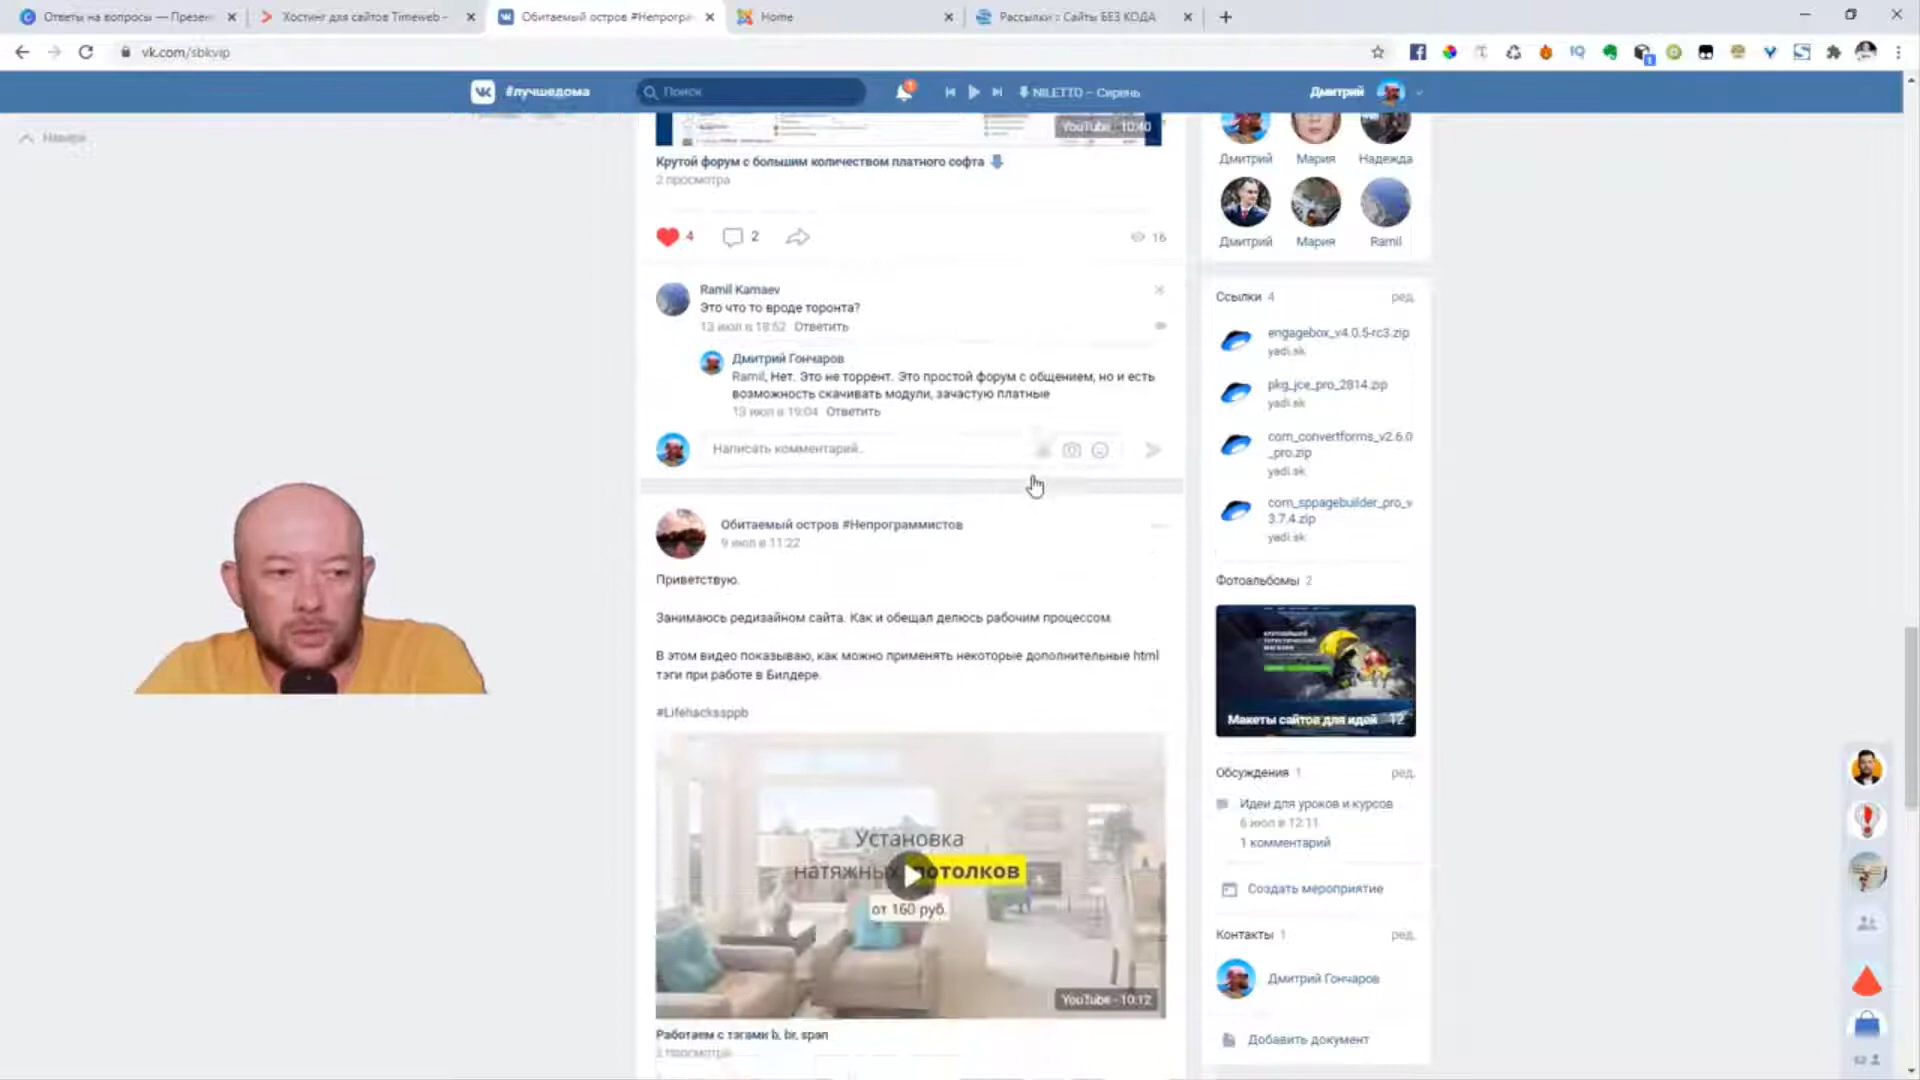 Ответы на вопросы — Презен
Хостинг для сайтов Timeweb -
Обитаемый остров #Непрогра
Home
Рассылки :: Сайты БЕЗ КОДА
vk.com/sbkvip
#лучшедома
Поиск
NILETTO – Сирень
Дмитрий
Наверх
YouTube · 10:40
Крутой форум с большим количеством платного софта
2 просмотра
4
2
16
Ramil Kamaev
Это что то вроде торонта?
13 июл в 18:52 Ответить
Дмитрий Гончаров
Ramil, Нет. Это не торрент. Это простой форум с общением, но и есть
возможность скачивать модули, зачастую платные
13 июл в 19:04 Ответить
Написать комментарий...
Обитаемый остров #Непрограммистов
9 июл в 11:22
Приветствую.
Занимаюсь редизайном сайта. Как и обещал делюсь рабочим процессом.
В этом видео показываю, как можно применять некоторые дополнительные html
тэги при работе в Билдере.
#Lifehackssppb
Установка
натяжных потолков
от 160 руб.
YouTube · 10:12
Работаем с тэгами b, br, span
2 просмотра
Дмитрий Мария Надежда
Дмитрий Мария Ramil
Ссылки 4 ред.
engagebox_v4.0.5-rc3.zip
yadi.sk
pkg_jce_pro_2814.zip
yadi.sk
com_convertforms_v2.6.0
_pro.zip
yadi.sk
com_sppagebuilder_pro_v
3.7.4.zip
yadi.sk
Фотоальбомы 2
Макеты сайтов для идей 12
Обсуждения 1 ред.
Идеи для уроков и курсов
6 июл в 12:11
1 комментарий
Создать мероприятие
Контакты 1 ред.
Дмитрий Гончаров
Добавить документ